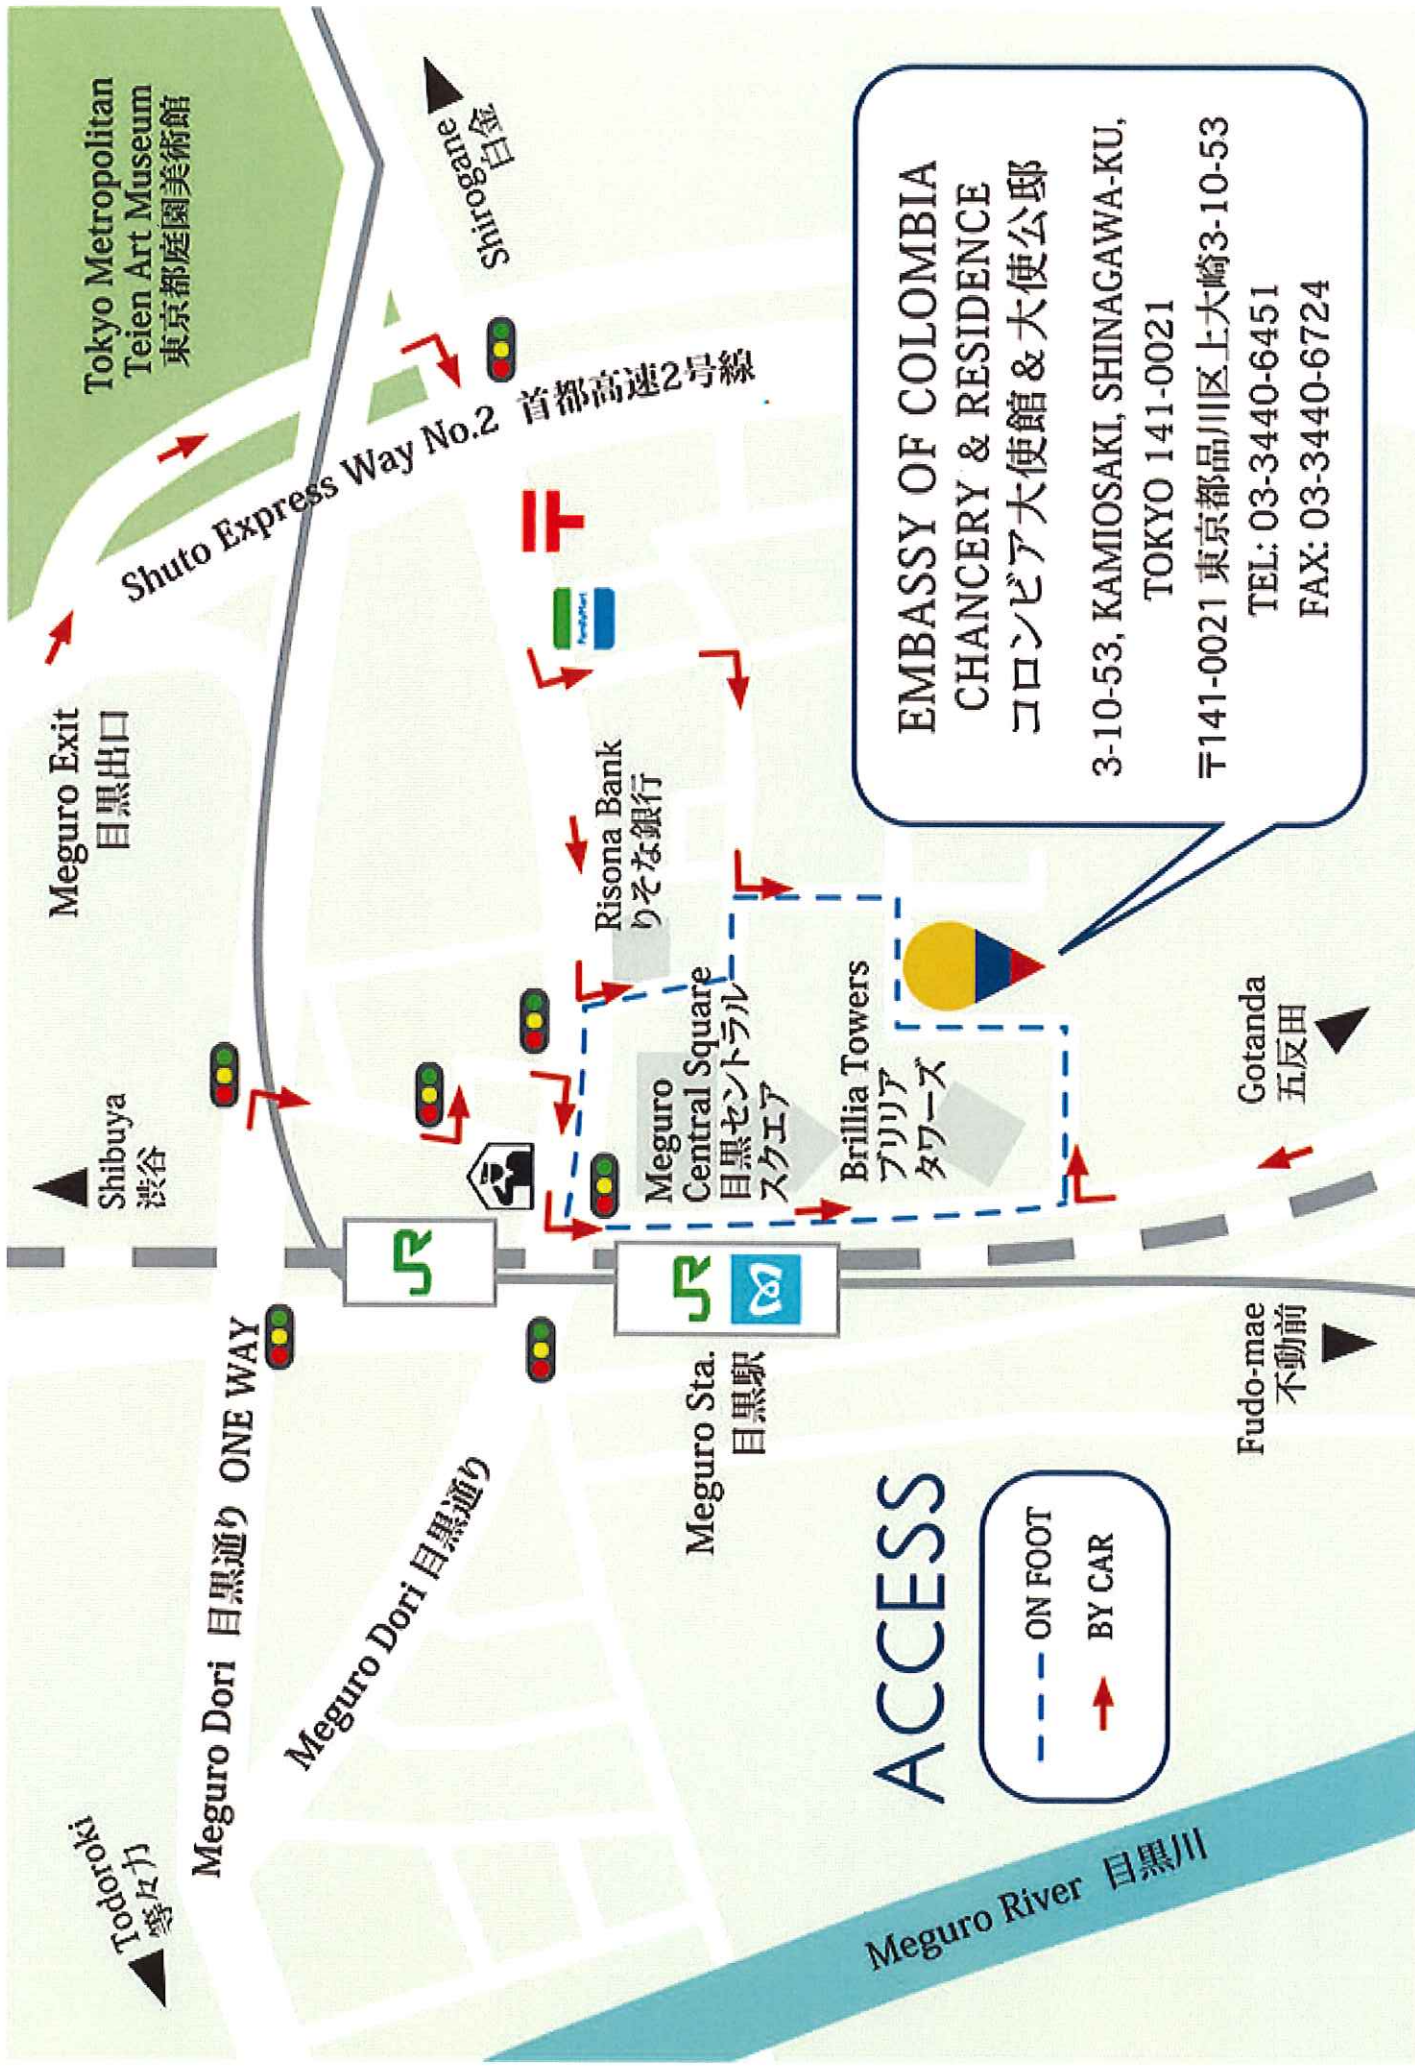 Todoroki
等々力
Meguro Dori 目黒通り ONE WAY
Meguro Dori 目黒通り
Shibuya
渋谷
Meguro Exit
目黒出口
Tokyo Metropolitan
Teien Art Museum
東京都庭園美術館
Shuto Express Way No.2 首都高速2号線
Shirogane
白金
JR
JR
Meguro Sta.
目黒駅
FamilyMart
Risona Bank
りそな銀行
Meguro
Central Square
目黒セントラル
スクエア
Brillia Towers
ブリリア
タワーズ
ACCESS
ON FOOT
BY CAR
Meguro River 目黒川
Fudo-mae
不動前
Gotanda
五反田
EMBASSY OF COLOMBIA
CHANCERY & RESIDENCE
コロンビア大使館&大使公邸
3-10-53, KAMIOSAKI, SHINAGAWA-KU,
TOKYO 141-0021
〒141-0021 東京都品川区上大崎3-10-53
TEL: 03-3440-6451
FAX: 03-3440-6724